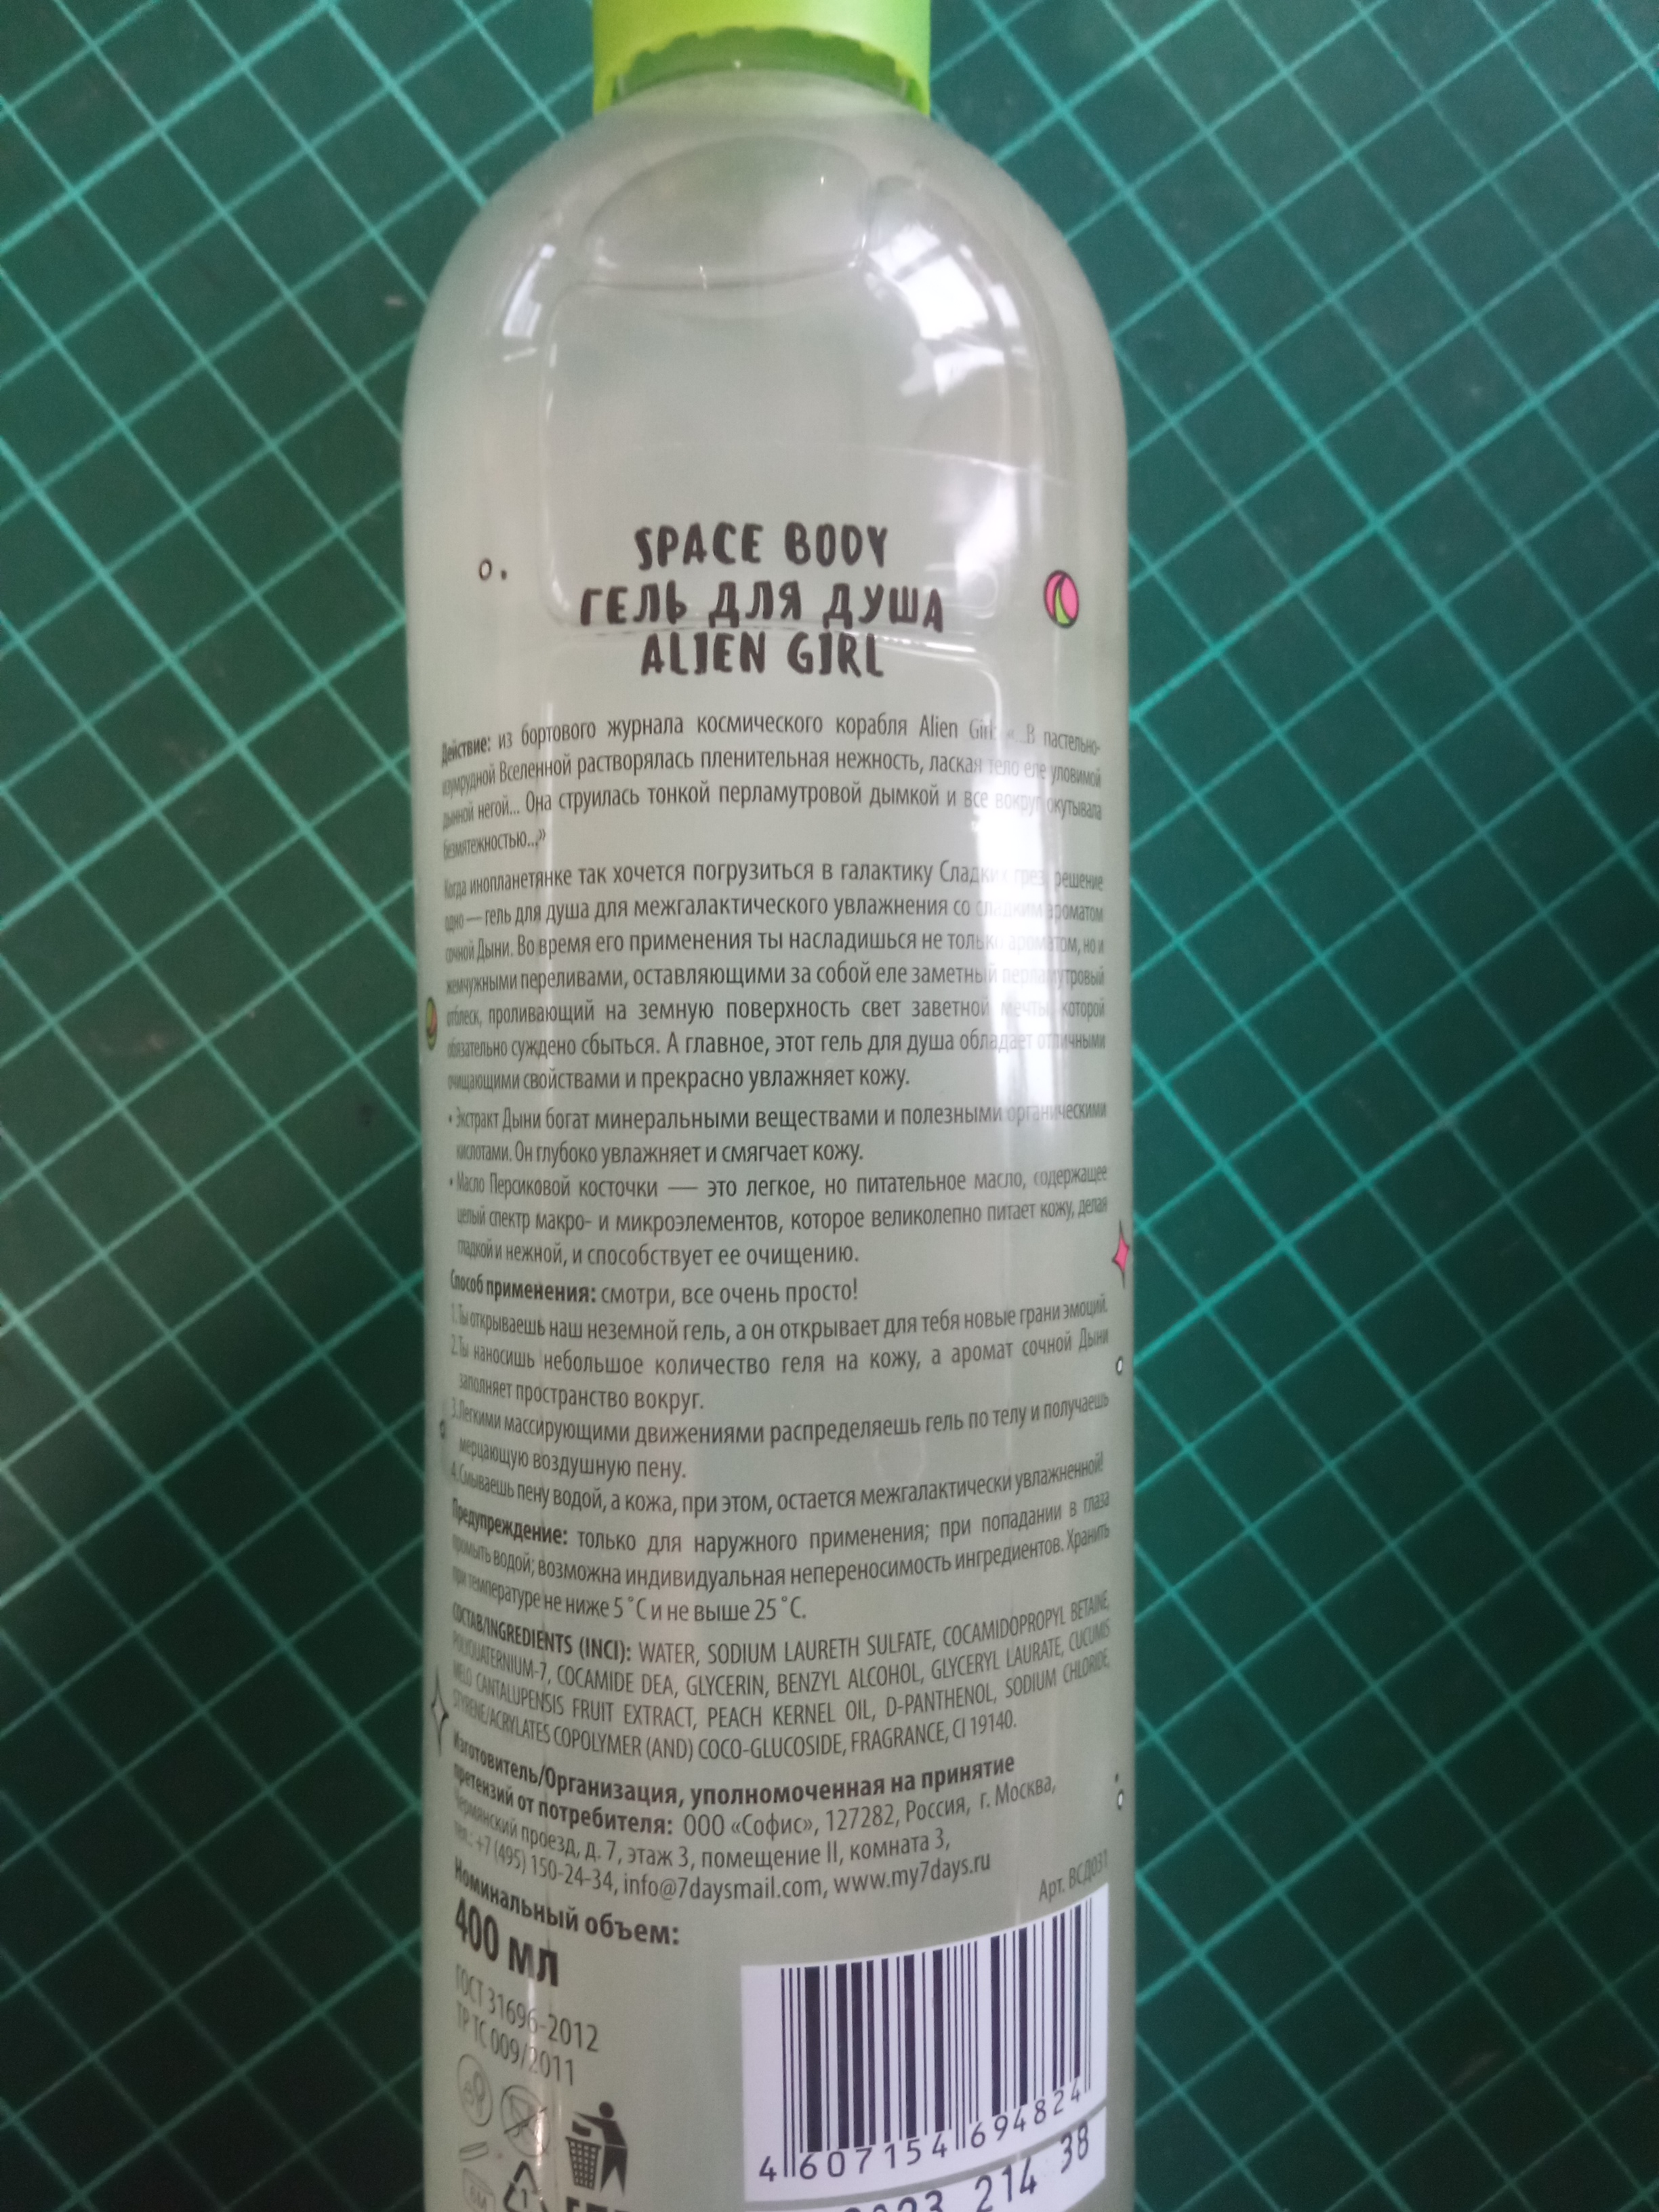 SPACE BODY
ГЕЛЬ ДЛЯ ДУША
ALIEN GIRL
Действие: из бортового журнала космического корабля Alien Girl: «...В пастельно-
изумрудной Вселенной растворялась пленительная нежность, лаская тело еле уловимой
дынной негой... Она струилась тонкой перламутровой дымкой и все вокруг окутывала
безмятежностью...»
Когда инопланетянке так хочется погрузиться в галактику Сладких грез, решение
одно — гель для душа для межгалактического увлажнения со сладким ароматом
сочной Дыни. Во время его применения ты насладишься не только ароматом, но и
жемчужными переливами, оставляющими за собой еле заметный перламутровый
отблеск, проливающий на земную поверхность свет заветной мечты, которой
обязательно суждено сбыться. А главное, этот гель для душа обладает отличными
очищающими свойствами и прекрасно увлажняет кожу.
• Экстракт Дыни богат минеральными веществами и полезными органическими
кислотами. Он глубоко увлажняет и смягчает кожу.
• Масло Персиковой косточки — это легкое, но питательное масло, содержащее
целый спектр макро- и микроэлементов, которое великолепно питает кожу, делая
гладкой и нежной, и способствует ее очищению.
Способ применения: смотри, все очень просто!
1. Ты открываешь наш неземной гель, а он открывает для тебя новые грани эмоций.
2. Ты наносишь небольшое количество геля на кожу, а аромат сочной Дыни
заполняет пространство вокруг.
3. Легкими массирующими движениями распределяешь гель по телу и получаешь
мерцающую воздушную пену.
4. Смываешь пену водой, а кожа, при этом, остается межгалактически увлажненной!
Предупреждение: только для наружного применения; при попадании в глаза
промыть водой; возможна индивидуальная непереносимость ингредиентов. Хранить
при температуре не ниже 5 °С и не выше 25 °С.
СОСТАВ/INGREDIENTS (INCI): WATER, SODIUM LAURETH SULFATE, COCAMIDOPROPYL BETAINE,
POLYQUATERNIUM-7, COCAMIDE DEA, GLYCERIN, BENZYL ALCOHOL, GLYCERYL LAURATE, CUCUMIS
MELO CANTALUPENSIS FRUIT EXTRACT, PEACH KERNEL OIL, D-PANTHENOL, SODIUM CHLORIDE,
STYRENE/ACRYLATES COPOLYMER (AND) COCO-GLUCOSIDE, FRAGRANCE, CI 19140.
Изготовитель/Организация, уполномоченная на принятие
претензий от потребителя: ООО «Софис», 127282, Россия, г. Москва,
Чермянский проезд, д. 7, этаж 3, помещение II, комната 3,
тел.: +7 (495) 150-24-34, info@7daysmail.com, www.my7days.ru
Номинальный объем:
400 мл
ГОСТ 31696-2012
ТР ТС 009/2011
Арт. ВСД031
4 607154 694824
214 38
6M
1